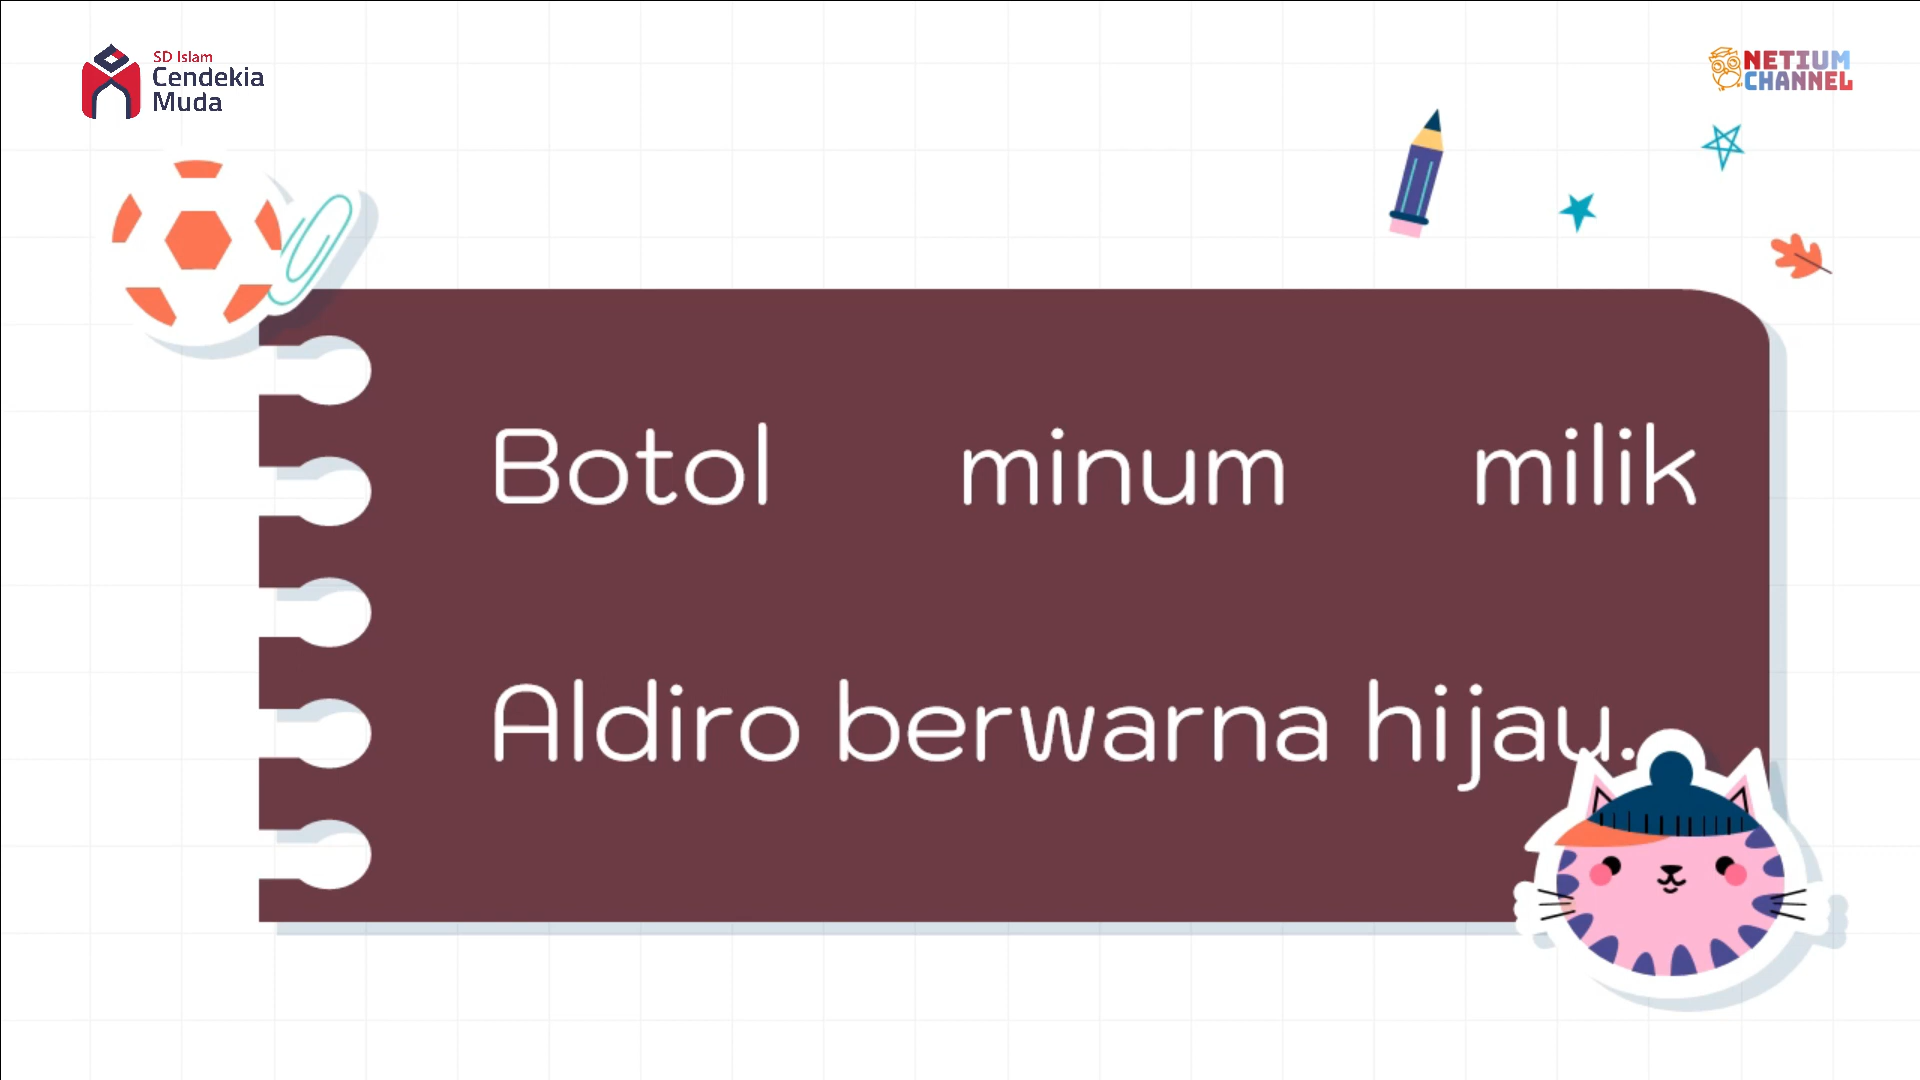 SD Islam
Cendekia
Muda
NETIUM
CHANNEL
Botol minum milik
Aldiro berwarna hijau.